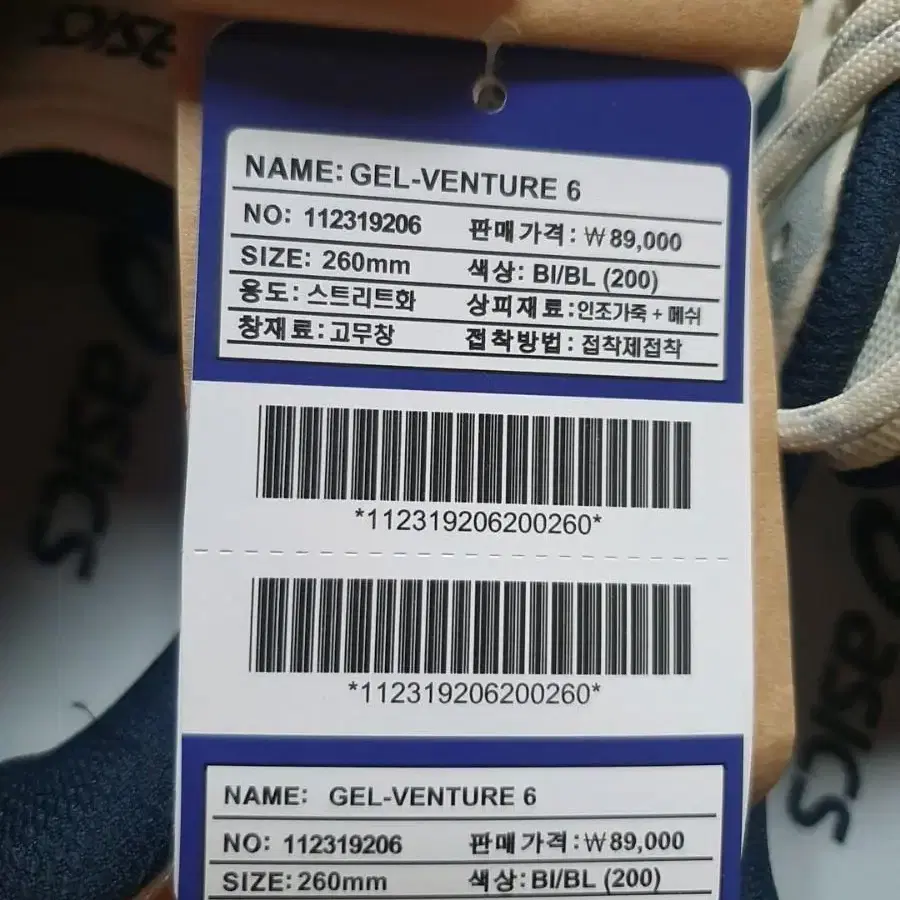 asics
NAME: GEL-VENTURE 6
NO: 112319206 판매가격: ₩89,000
SIZE: 260mm 색상: BI/BL (200)
용도: 스트리트화 상피재료: 인조가죽 + 메쉬
창재료: 고무창 접착방법: 접착제접착
*112319206200260*
*112319206200260*
NAME: GEL-VENTURE 6
NO: 112319206 판매가격: ₩89,000
SIZE: 260mm 색상: BI/BL (200)
asics
asics